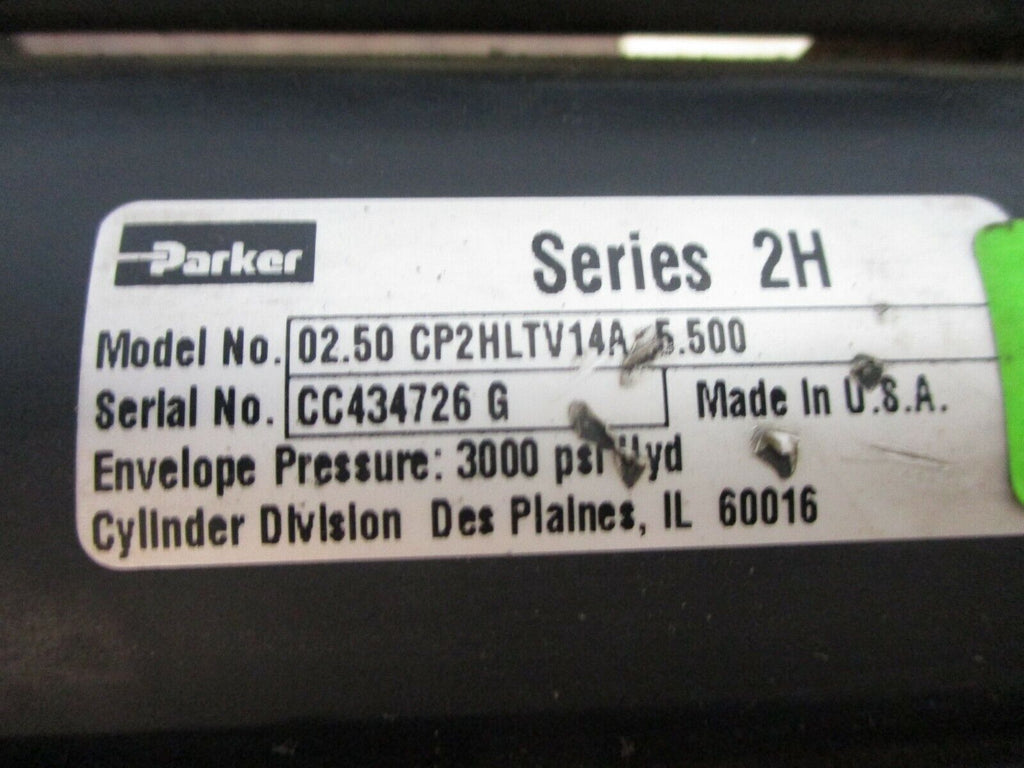 Parker
Series 2H
Model No. 02.50 CP2HLTV14A 5.500
Serial No. CC434726 G
Made In U.S.A.
Envelope Pressure: 3000 psi Hyd
Cylinder Division Des Plaines, IL 60016